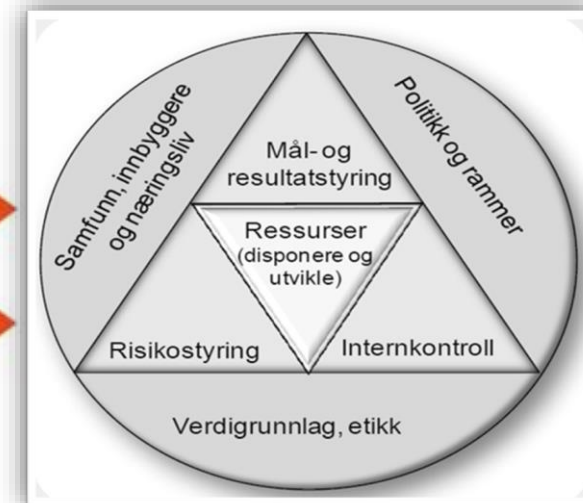 Samfunn, innbyggere
og næringsliv
Politikk og rammer
Mål- og
resultatstyring
Ressurser
(disponere og
utvikle)
Risikostyring
Internkontroll
Verdigrunnlag, etikk